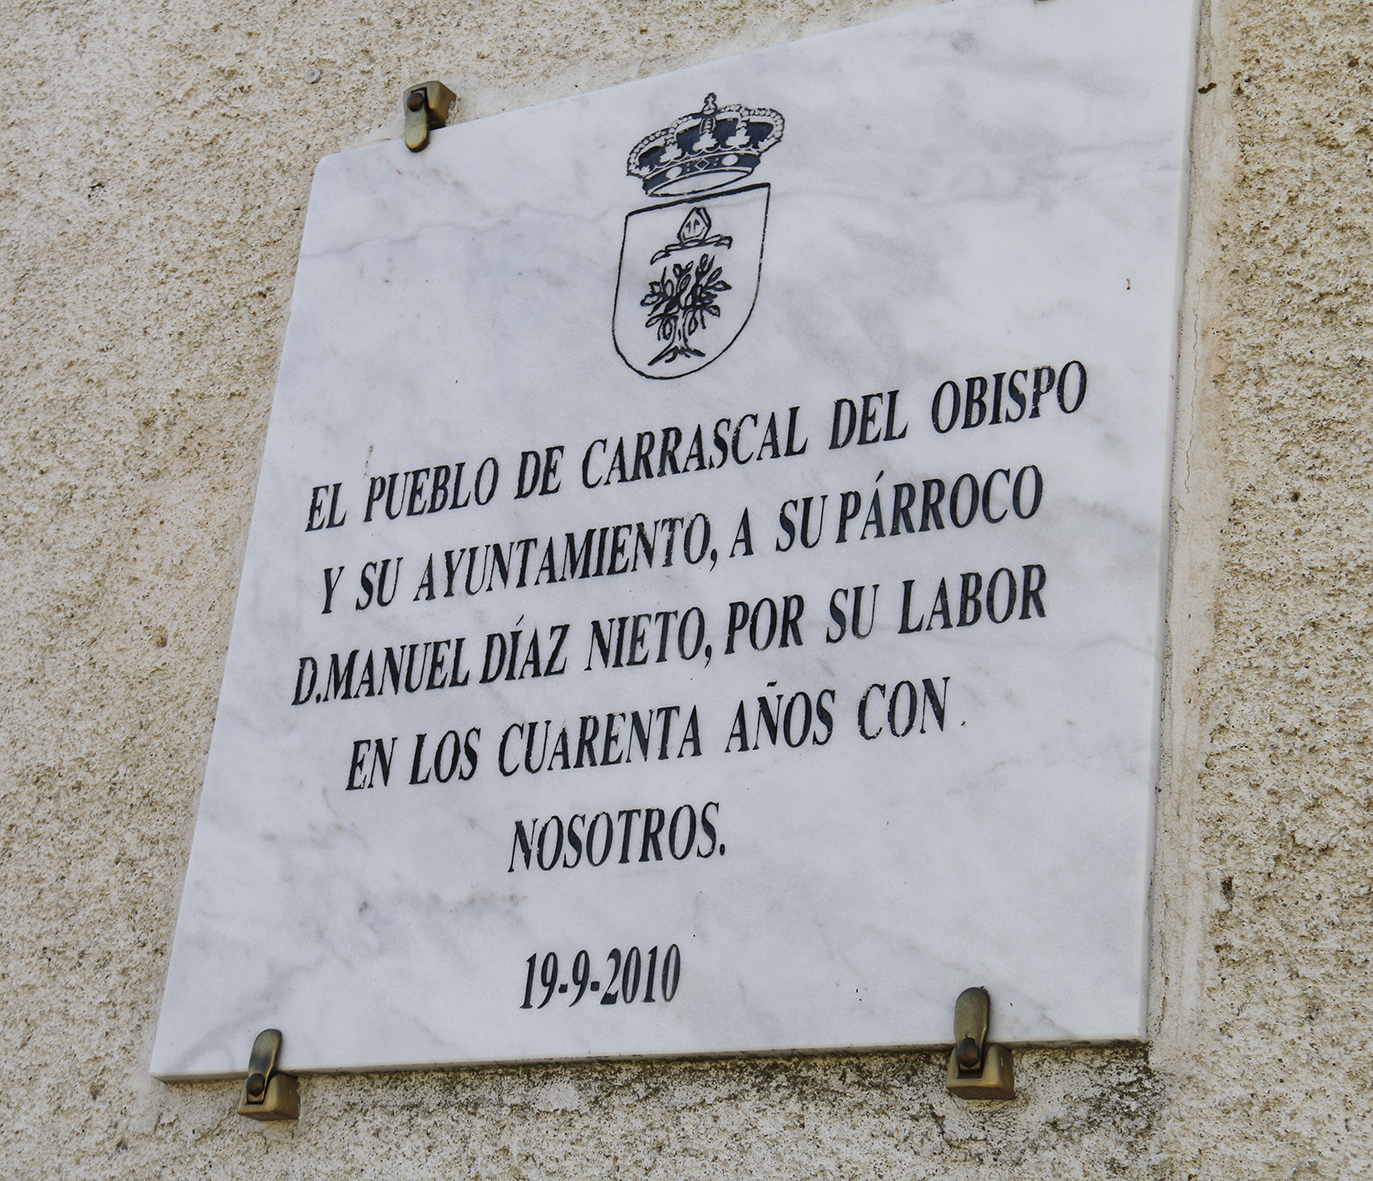 EL PUEBLO DE CARRASCAL DEL OBISPO
Y SU AYUNTAMIENTO, A SU PÁRROCO
D.MANUEL DÍAZ NIETO, POR SU LABOR
EN LOS CUARENTA AÑOS CON
NOSOTROS.
19-9-2010